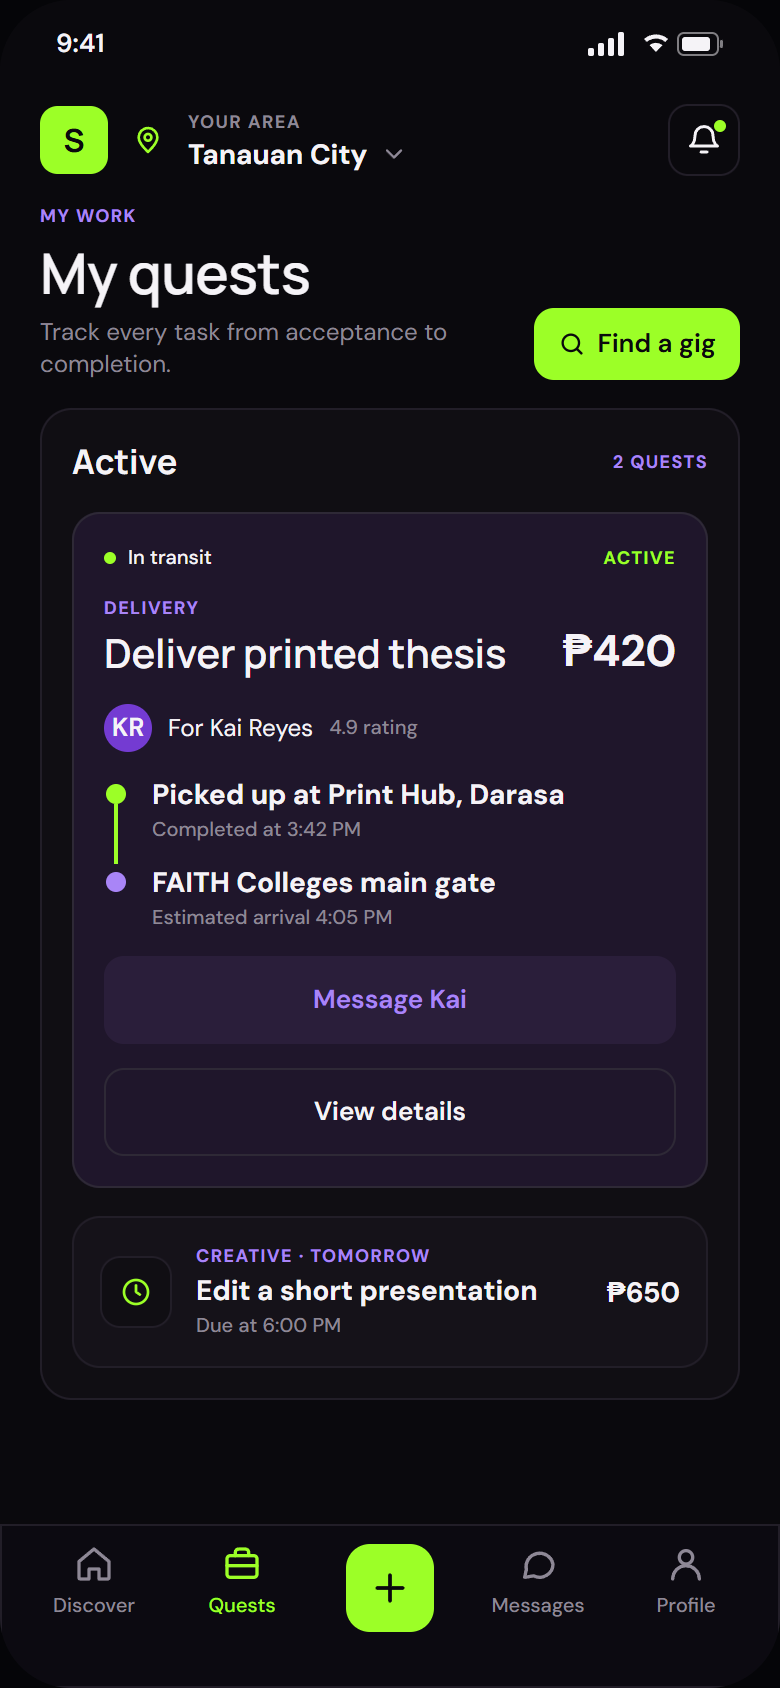 9:41
S
YOUR AREA
Tanauan City
MY WORK
My quests
Track every task from acceptance to
completion.
Find a gig
Active
2 QUESTS
In transit
ACTIVE
DELIVERY
Deliver printed thesis
₱420
KR
For Kai Reyes
4.9 rating
Picked up at Print Hub, Darasa
Completed at 3:42 PM
FAITH Colleges main gate
Estimated arrival 4:05 PM
Message Kai
View details
CREATIVE · TOMORROW
Edit a short presentation
₱650
Due at 6:00 PM
Discover
Quests
Messages
Profile